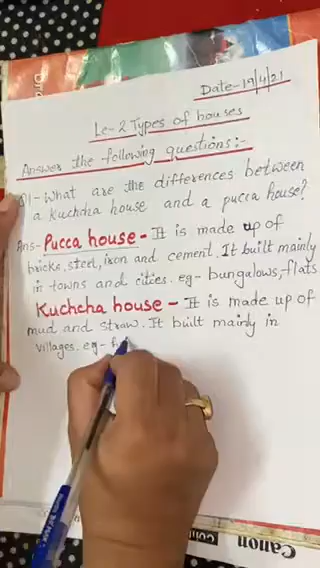 Date-19/4/21
Le-2 Types of houses
Answer the following questions:-
Q1-What are the differences between
a kuchcha house and a pucca house?
Ans- Pucca house - It is made up of
bricks, steel, iron and cement. It built mainly
in towns and cities. eg- bungalows, flats
Kuchcha house - It is made up of
mud and straw. It built mainly in
villages. eg-
Canon